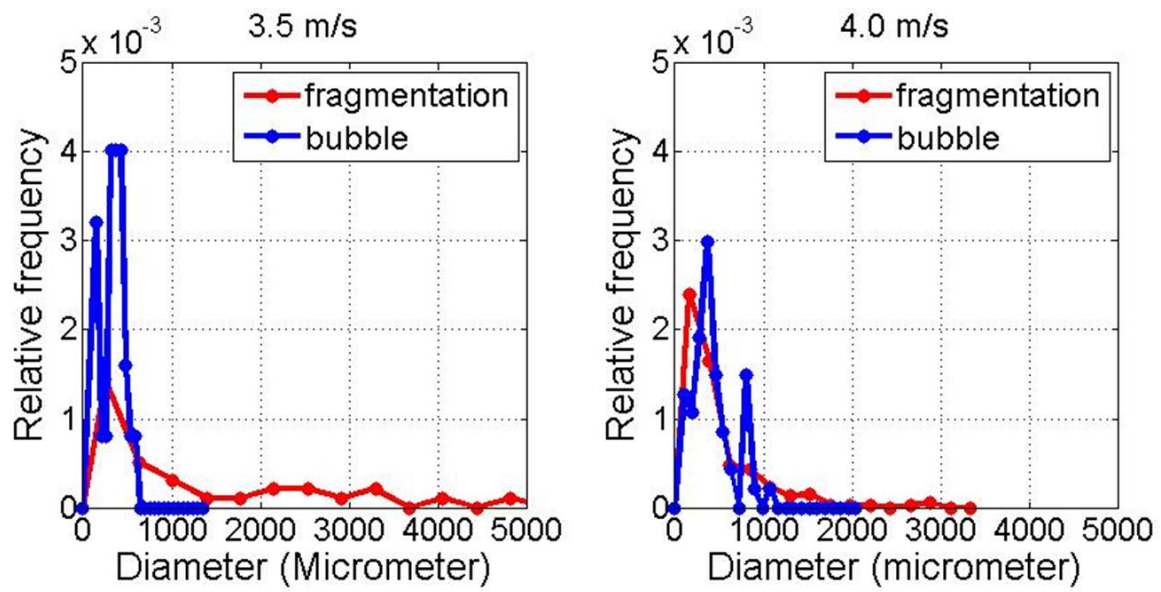 3.5 m/s
5 x 10-3
fragmentation
bubble
4
3
2
1
0
0 1000 2000 3000 4000 5000
Relative frequency
Diameter (Micrometer)
4.0 m/s
5 x 10-3
fragmentation
bubble
4
3
2
1
0
0 1000 2000 3000 4000 5000
Relative frequency
Diameter (micrometer)